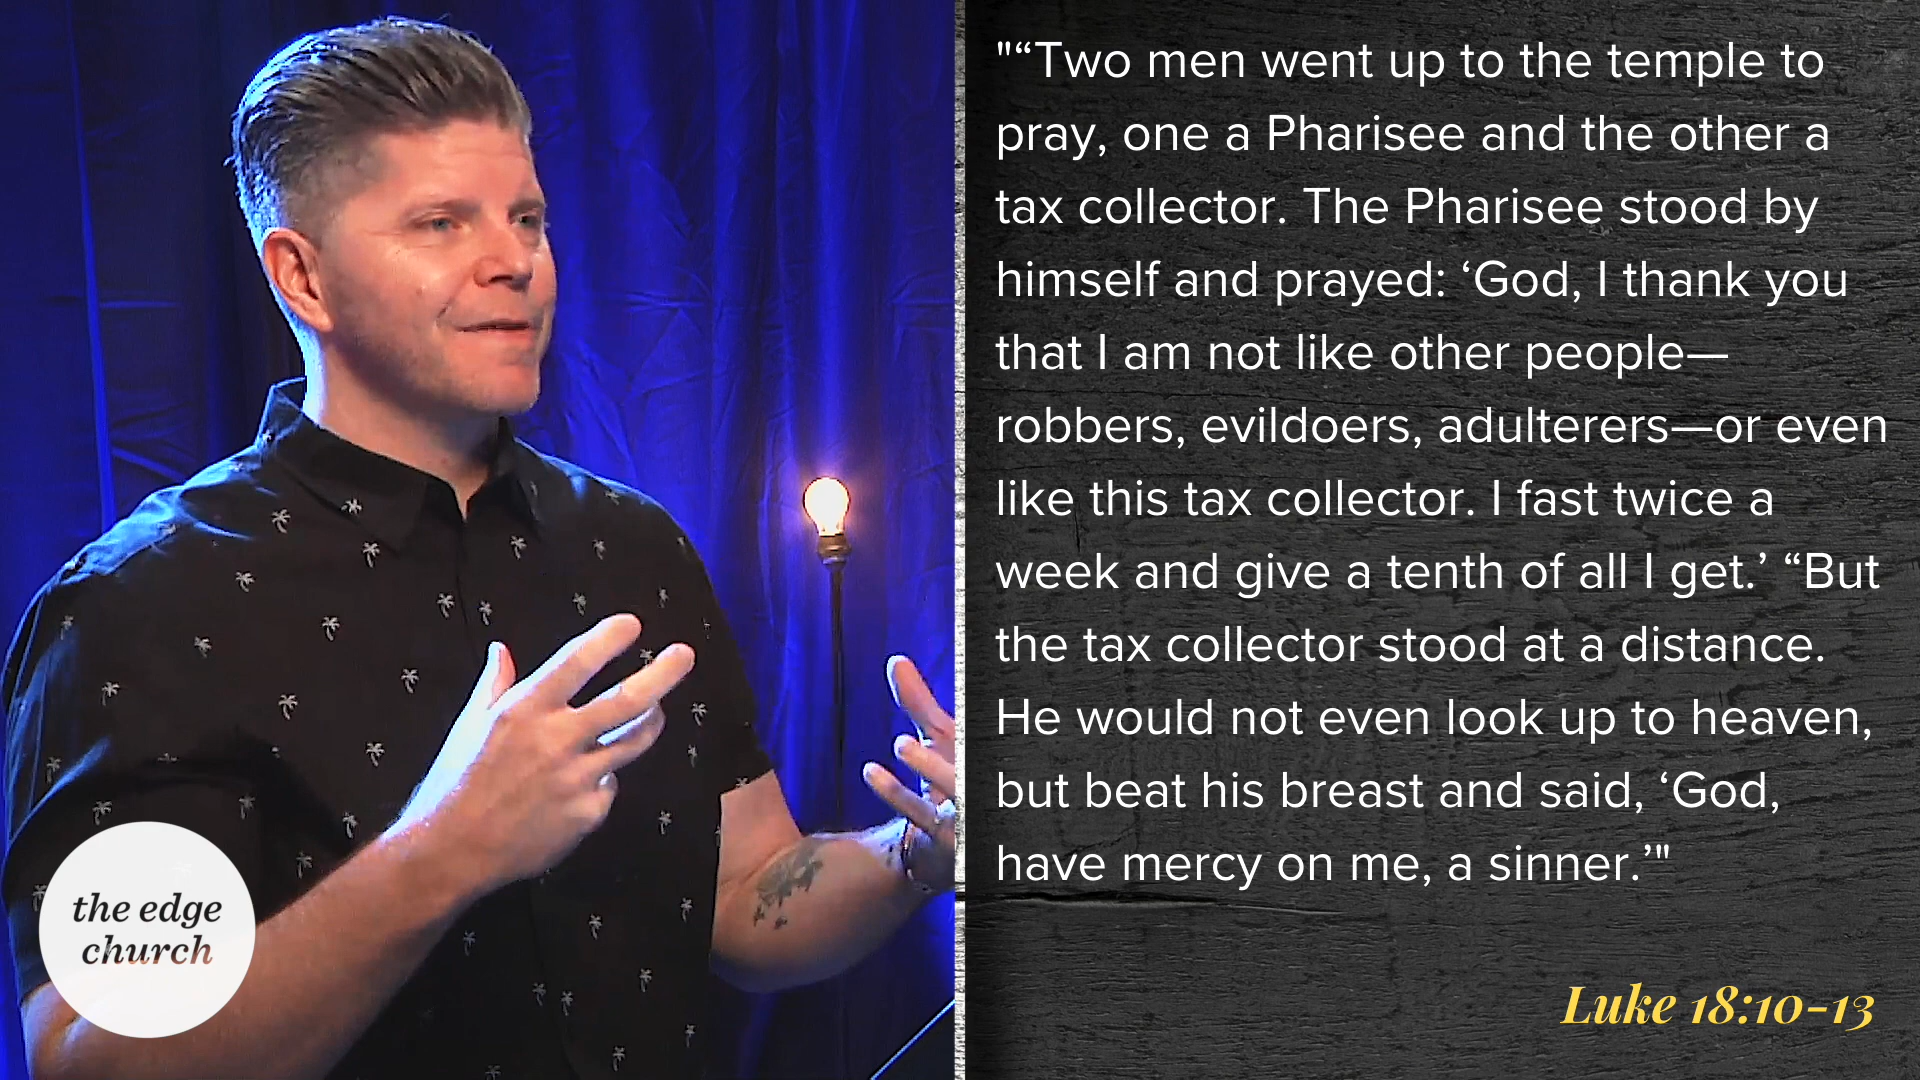 "“Two men went up to the temple to
pray, one a Pharisee and the other a
tax collector. The Pharisee stood by
himself and prayed: ‘God, I thank you
that I am not like other people—
robbers, evildoers, adulterers—or even
like this tax collector. I fast twice a
week and give a tenth of all I get.’ “But
the tax collector stood at a distance.
He would not even look up to heaven,
but beat his breast and said, ‘God,
have mercy on me, a sinner.’"
Luke 18:10-13
the edge
church